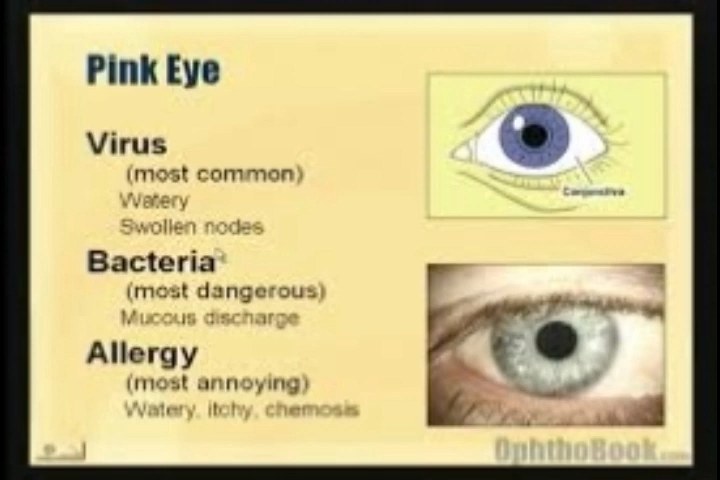 Pink Eye
Virus
(most common)
Watery
Swollen nodes
Bacteria
(most dangerous)
Mucous discharge
Allergy
(most annoying)
Watery, itchy, chemosis
Conjunctiva
OphthoBook.com